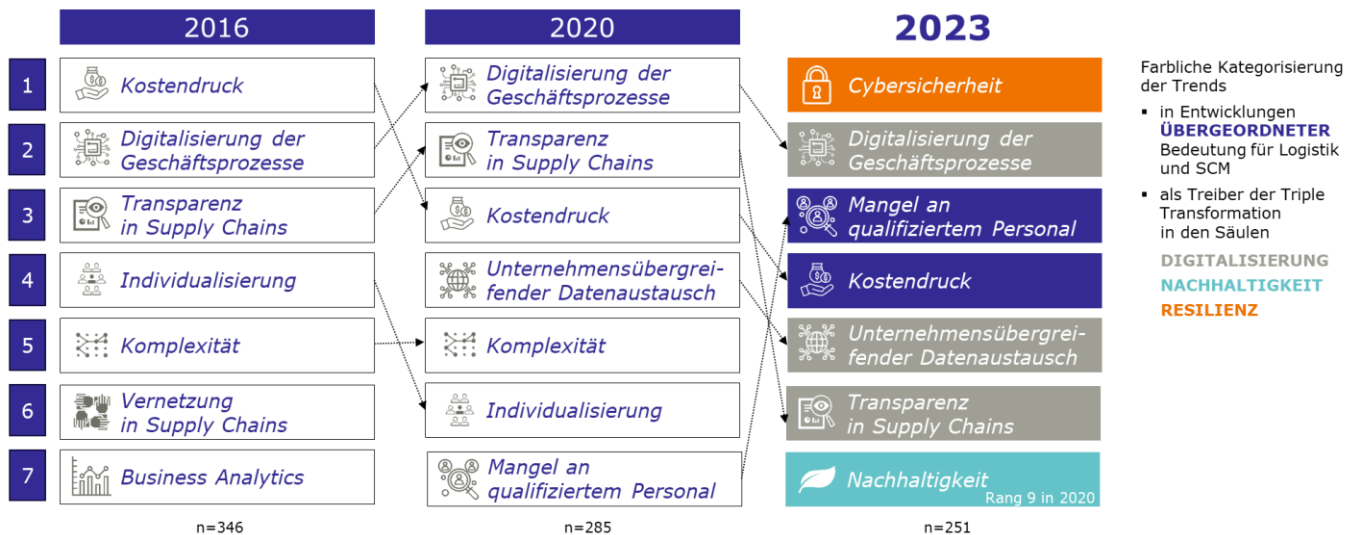 2016
2020
2023
1
Kostendruck
Digitalisierung der
Geschäftsprozesse
Cybersicherheit
2
Digitalisierung der
Geschäftsprozesse
Transparenz
in Supply Chains
Digitalisierung der
Geschäftsprozesse
3
Transparenz
in Supply Chains
Kostendruck
Mangel an
qualifiziertem Personal
4
Individualisierung
Unternehmensübergrei-
fender Datenaustausch
Kostendruck
5
Komplexität
Komplexität
Unternehmensübergrei-
fender Datenaustausch
6
Vernetzung
in Supply Chains
Individualisierung
Transparenz
in Supply Chains
7
Business Analytics
Mangel an
qualifiziertem Personal
Nachhaltigkeit
Rang 9 in 2020
n=346
n=285
n=251
Farbliche Kategorisierung
der Trends
▪ in Entwicklungen
ÜBERGEORDNETER
Bedeutung für Logistik
und SCM
▪ als Treiber der Triple
Transformation
in den Säulen
DIGITALISIERUNG
NACHHALTIGKEIT
RESILIENZ